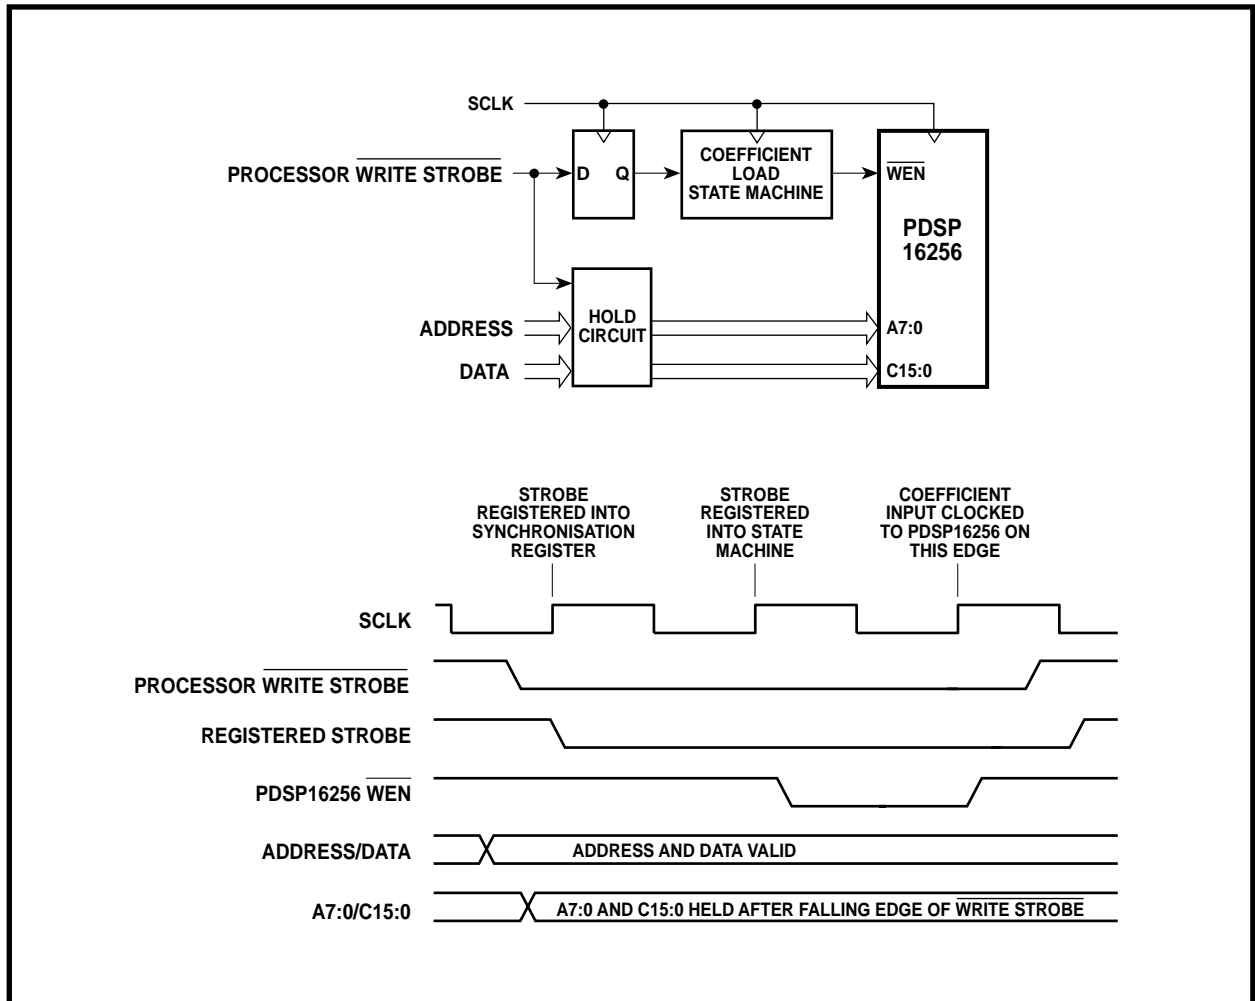 SCLK
PROCESSOR WRITE STROBE
D
Q
COEFFICIENT
LOAD
STATE MACHINE
WEN
PDSP
16256
HOLD
CIRCUIT
ADDRESS
DATA
A7:0
C15:0
STROBE
REGISTERED INTO
SYNCHRONISATION
REGISTER
STROBE
REGISTERED
INTO STATE
MACHINE
COEFFICIENT
INPUT CLOCKED
TO PDSP16256 ON
THIS EDGE
SCLK
PROCESSOR WRITE STROBE
REGISTERED STROBE
PDSP16256 WEN
ADDRESS/DATA
ADDRESS AND DATA VALID
A7:0/C15:0
A7:0 AND C15:0 HELD AFTER FALLING EDGE OF WRITE STROBE